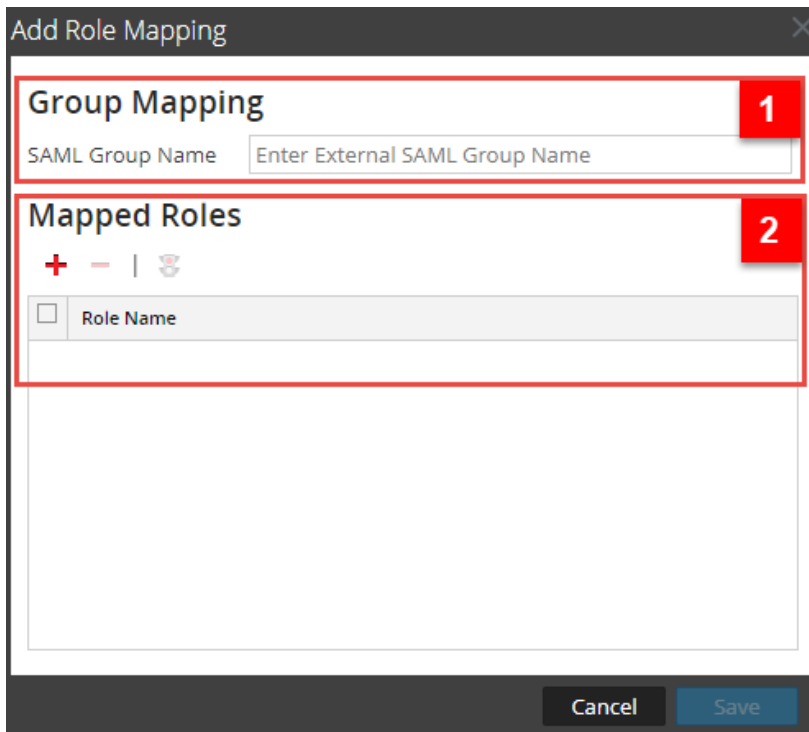 Add Role Mapping
Group Mapping
1
SAML Group Name Enter External SAML Group Name
Mapped Roles
2
Role Name
Cancel Save